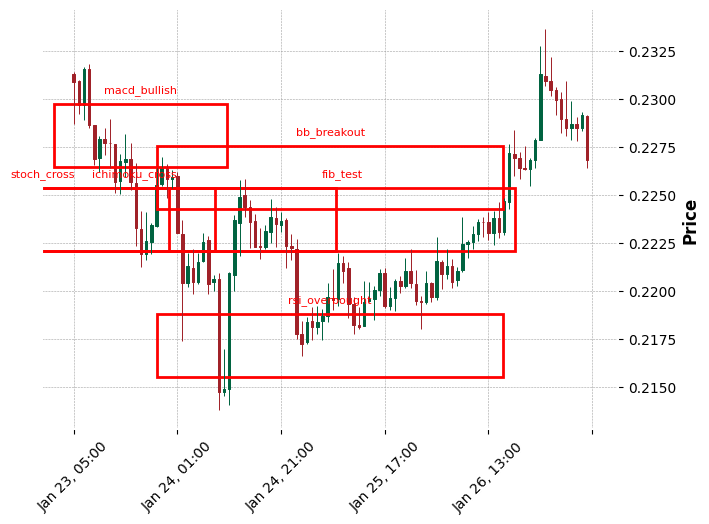 macd_bullish
bb_breakout
stoch_cross
ichimoku_cross
fib_test
rsi_overbought
0.2325
0.2300
0.2275
0.2250
0.2225
0.2200
0.2175
0.2150
Price
Jan 23, 05:00
Jan 24, 01:00
Jan 24, 21:00
Jan 25, 17:00
Jan 26, 13:00